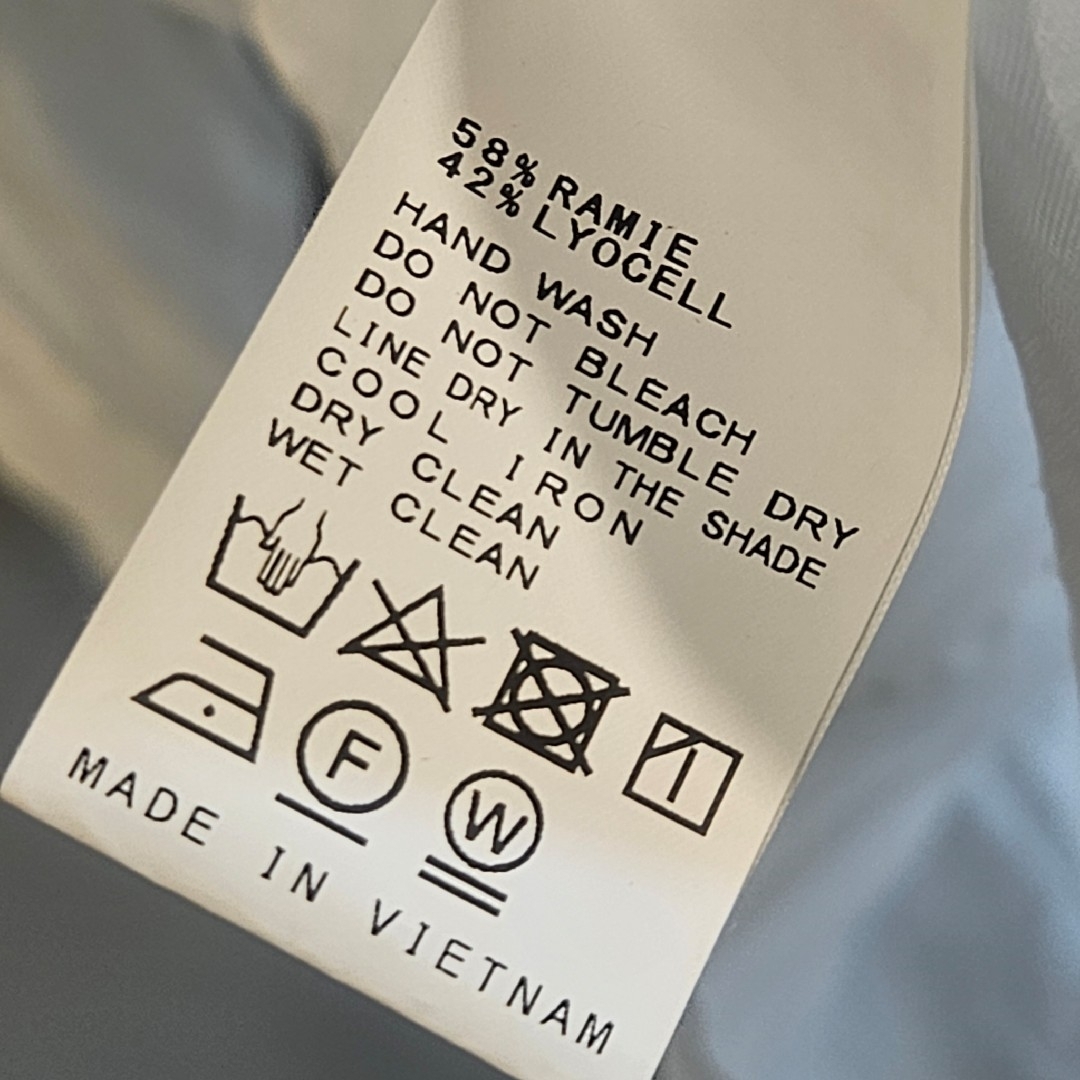 58% RAMIE
42% LYOCELL
HAND WASH
DO NOT BLEACH
DO NOT TUMBLE DRY
LINE DRY IN THE SHADE
COOL IRON
DRY CLEAN
WET CLEAN
F
W
MADE IN VIETNAM